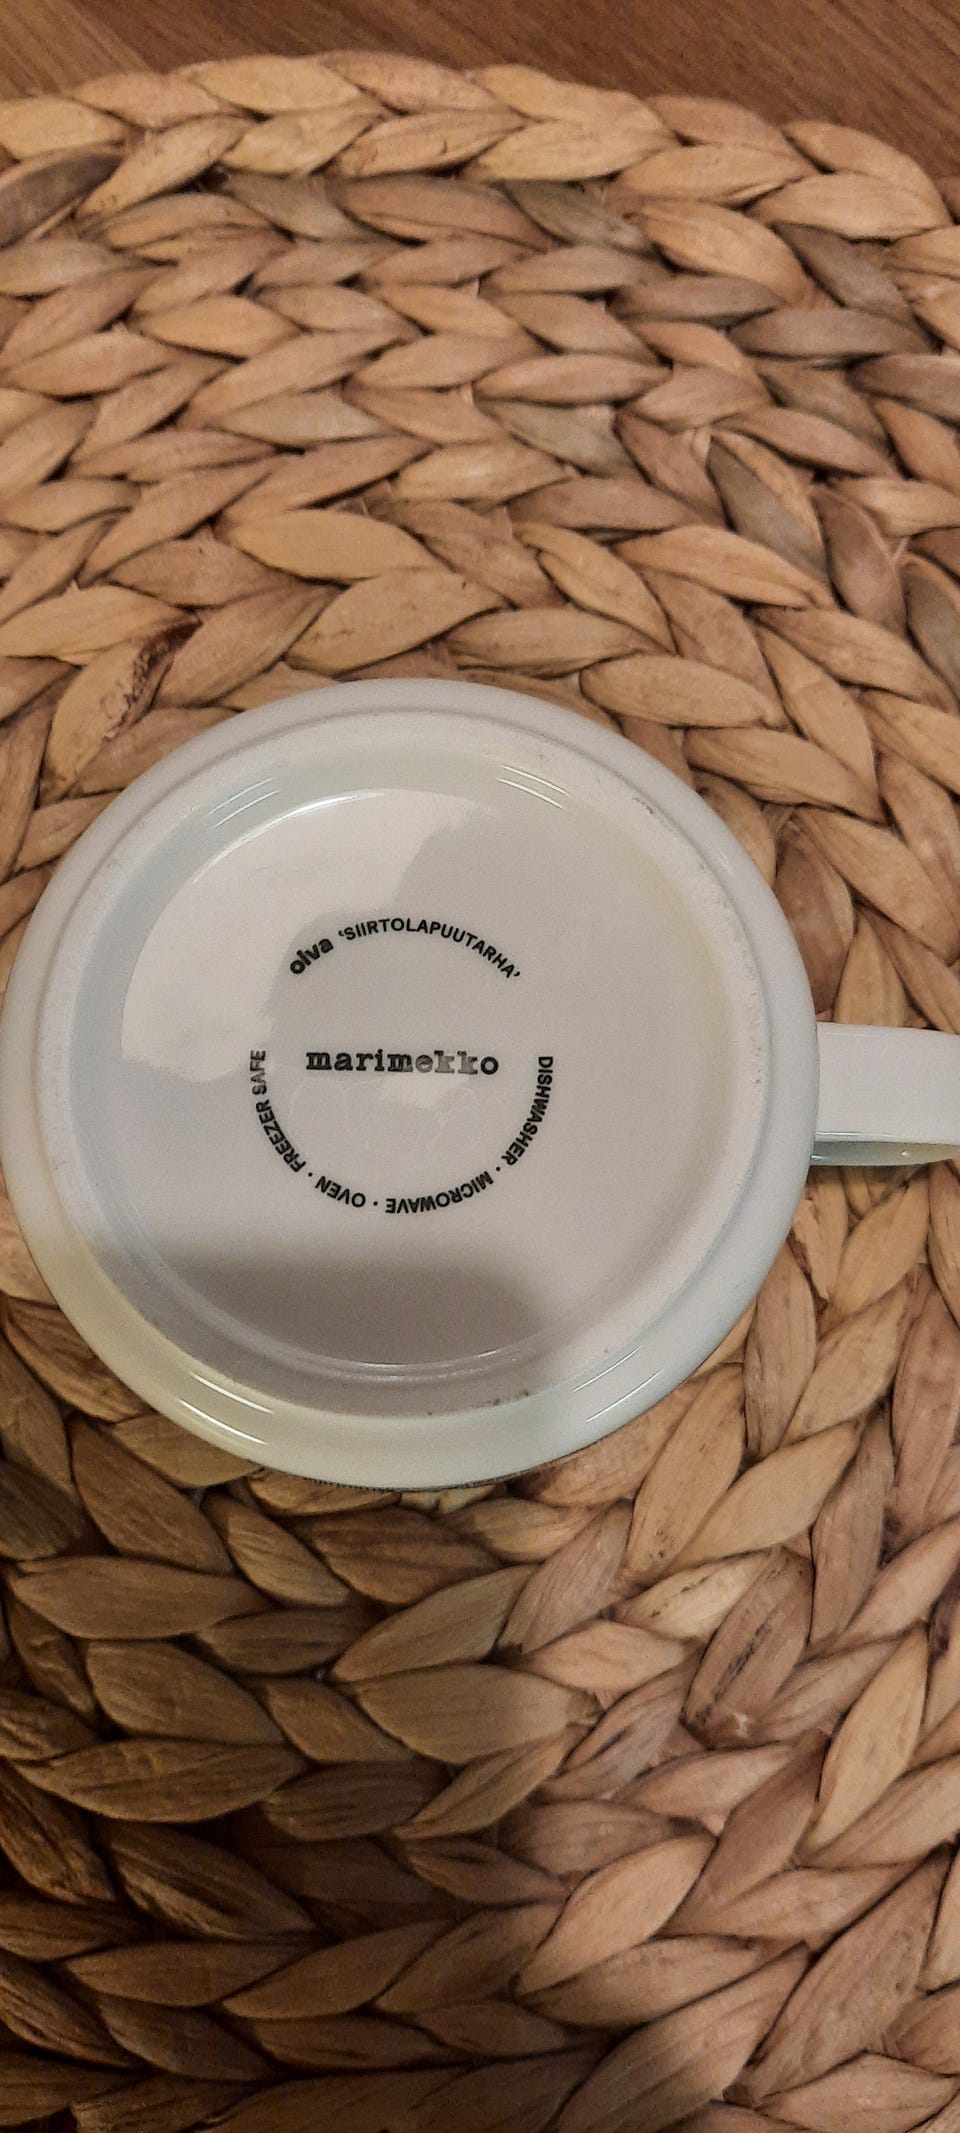 oiva ‘SIIRTOLAPUUTARHA’
marimekko
DISHWASHER · MICROWAVE · OVEN · FREEZER SAFE